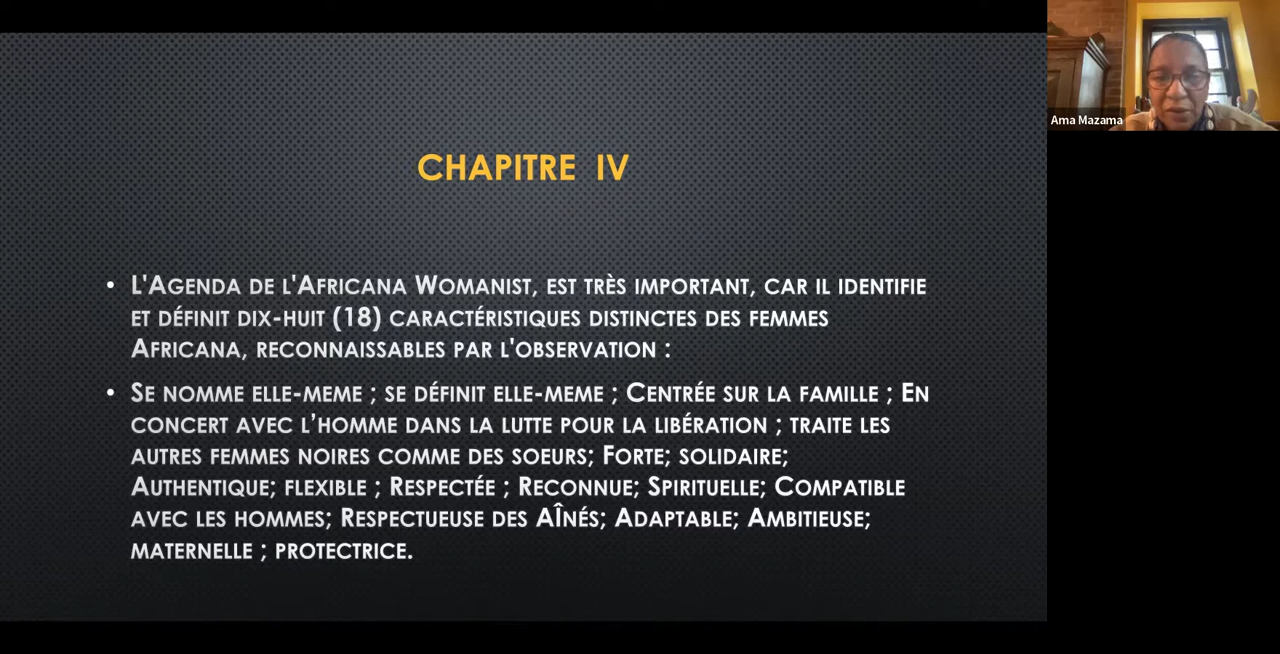 CHAPITRE IV
• L'AGENDA DE L'AFRICANA WOMANIST, EST TRÈS IMPORTANT, CAR IL IDENTIFIE
ET DÉFINIT DIX-HUIT (18) CARACTÉRISTIQUES DISTINCTES DES FEMMES
AFRICANA, RECONNAISSABLES PAR L'OBSERVATION :
• SE NOMME ELLE-MEME ; SE DÉFINIT ELLE-MEME ; CENTRÉE SUR LA FAMILLE ; EN
CONCERT AVEC L’HOMME DANS LA LUTTE POUR LA LIBÉRATION ; TRAITE LES
AUTRES FEMMES NOIRES COMME DES SOEURS; FORTE; SOLIDAIRE;
AUTHENTIQUE; FLEXIBLE ; RESPECTÉE ; RECONNUE; SPIRITUELLE; COMPATIBLE
AVEC LES HOMMES; RESPECTUEUSE DES AÎNÉS; ADAPTABLE; AMBITIEUSE;
MATERNELLE ; PROTECTRICE.
Ama Mazama